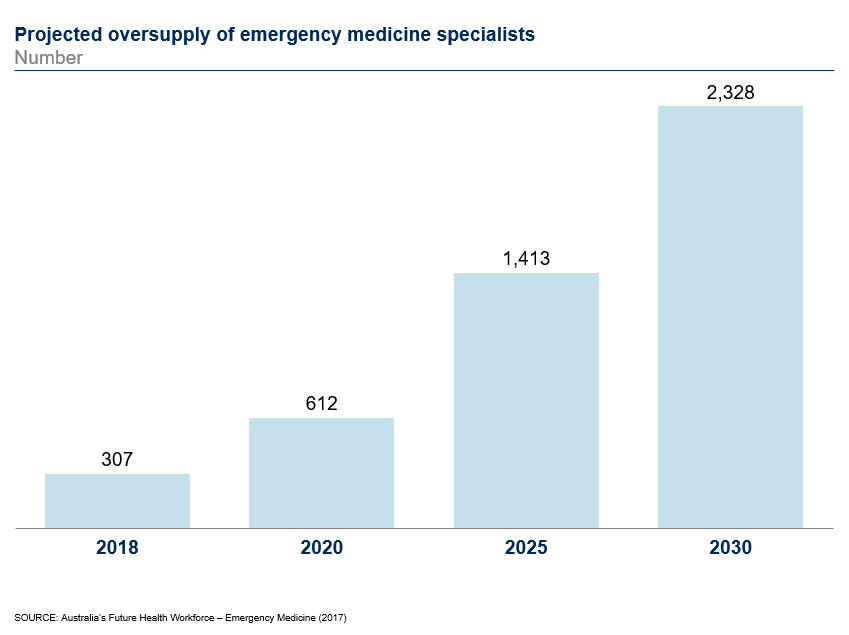 Projected oversupply of emergency medicine specialists
Number
2,328
1,413
612
307
2018 2020 2025 2030
SOURCE: Australia's Future Health Workforce – Emergency Medicine (2017)